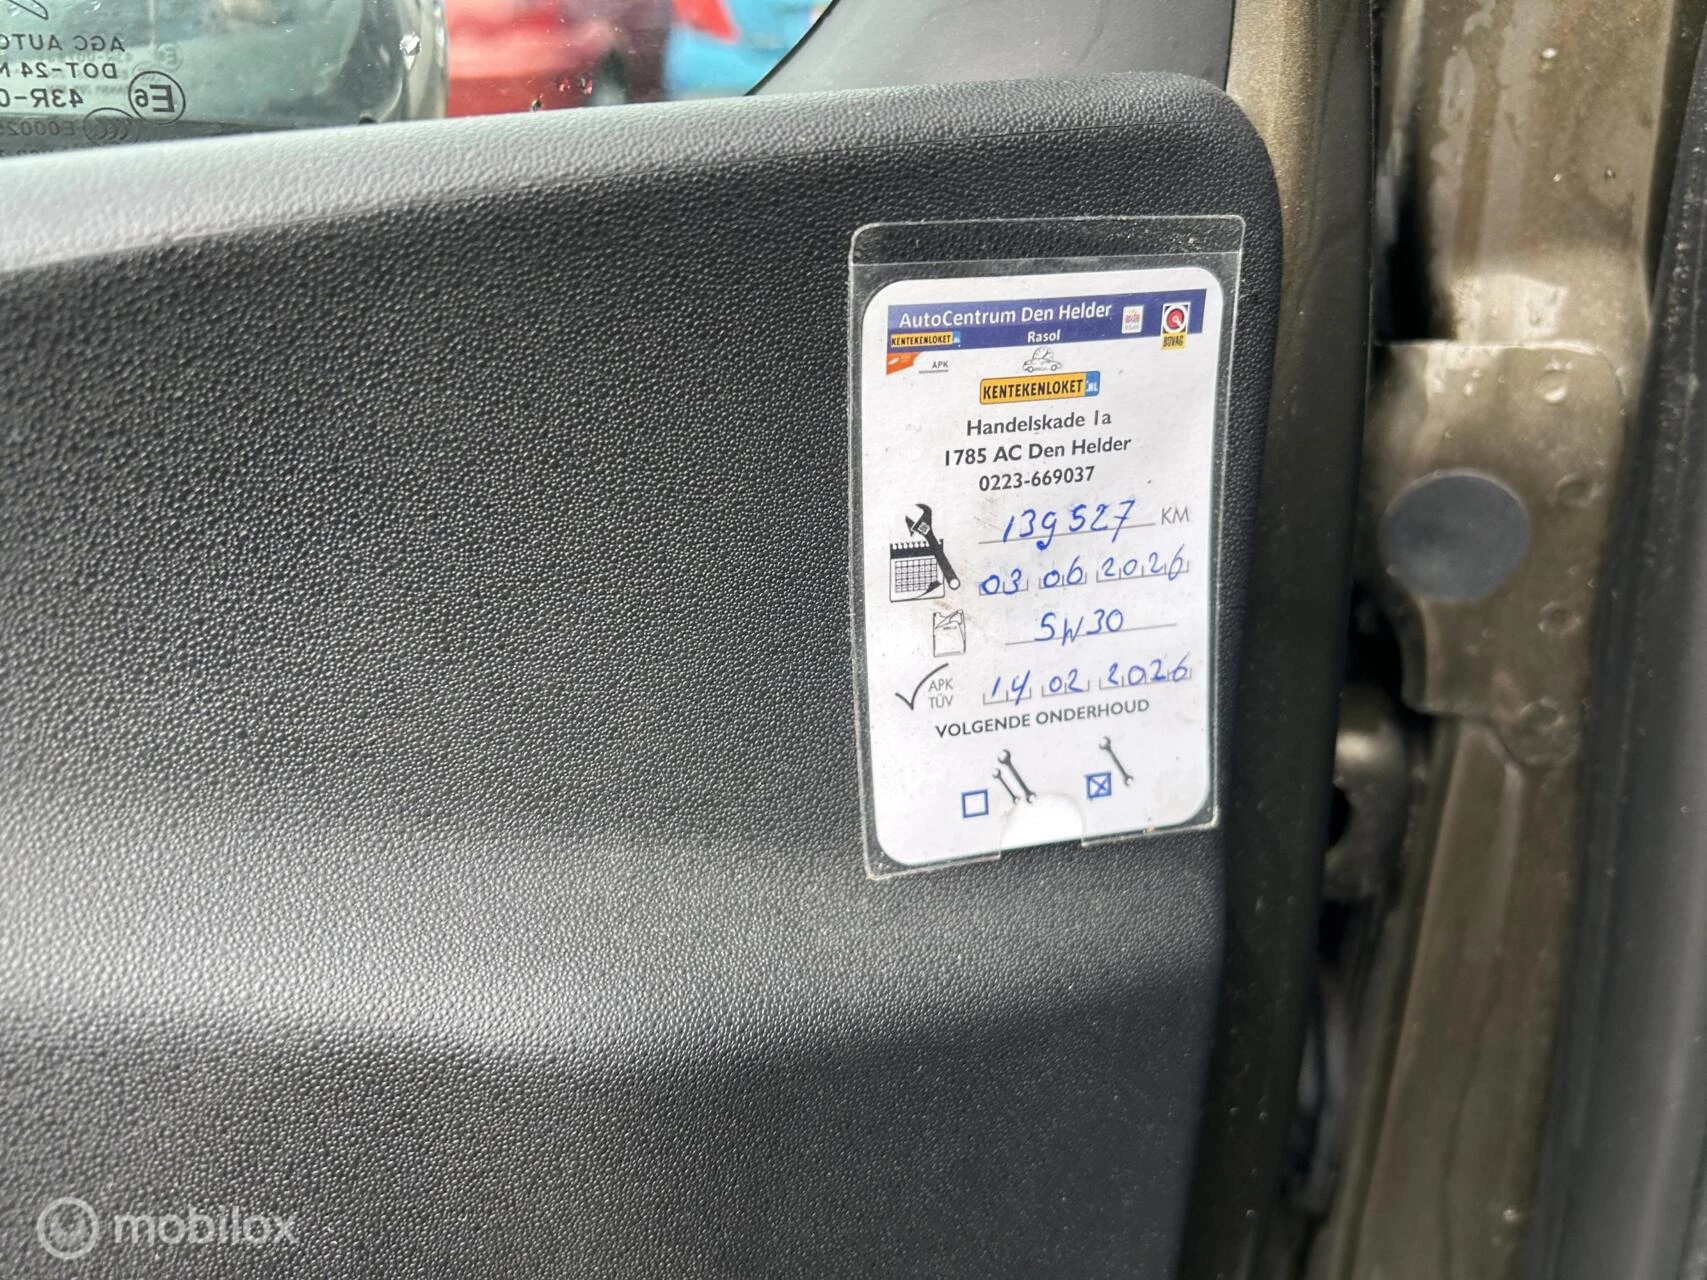 AGC AUTO
DOT-24
43R-0
E6
AutoCentrum Den Helder
Rasol
KENTEKENLOKET.NL
BOVAG
APK
KENTEKENLOKET.NL
Handelskade 1a
1785 AC Den Helder
0223-669037
139527 KM
03 06 2026
5W30
APK
TÜV
14 02 2026
VOLGENDE ONDERHOUD
mobilox